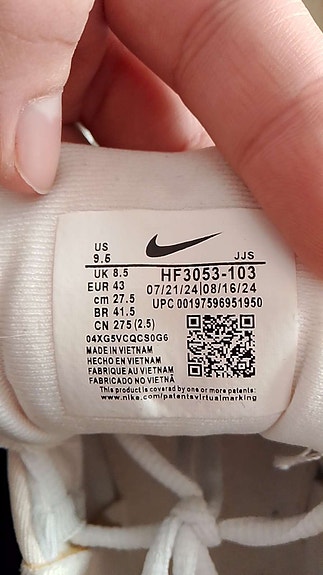 US
9.5
JJS
UK 8.5
HF3053-103
EUR 43
07/21/24|08/16/24
cm 27.5
UPC 00197596951950
BR 41.5
CN 275 (2.5)
04XG5VCQCS0G6
MADE IN VIETNAM
HECHO EN VIETNAM
FABRIQUE AU VIETNAM
FABRICADO NO VIETNÃ
This product is covered by one or more patents:
www.nike.com/patentsvirtualmarking